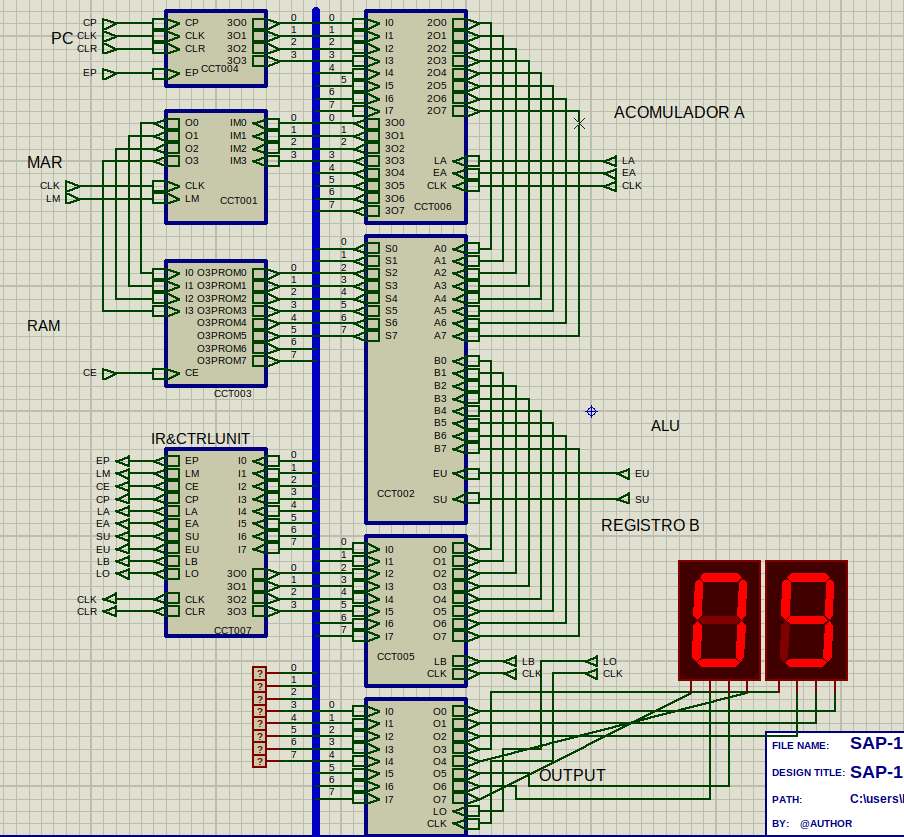 PC
CP
CLK
CLR
EP
CP
CLK
CLR
EP
3O0
3O1
3O2
3O3
CCT004
0
1
2
3
MAR
CLK
LM
O0
O1
O2
O3
CLK
LM
IM0
IM1
IM2
IM3
CCT001
0
1
2
3
RAM
CE
I0 O3PROM0
I1 O3PROM1
I2 O3PROM2
I3 O3PROM3
O3PROM4
O3PROM5
O3PROM6
O3PROM7
CE
CCT003
0
1
2
3
4
5
6
7
IR&CTRLUNIT
EP
LM
CE
CP
LA
EA
SU
EU
LB
LO
CLK
CLR
EP
LM
CE
CP
LA
EA
SU
EU
LB
LO
CLK
CLR
I0
I1
I2
I3
I4
I5
I6
I7
3O0
3O1
3O2
3O3
CCT007
0
1
2
3
4
5
6
7
0
1
2
3
?
?
?
?
?
?
?
?
0
1
2
3
4
5
6
7
0
1
2
3
4
5
6
7
0
1
2
3
4
5
6
7
I0
I1
I2
I3
I4
I5
I6
I7
3O0
3O1
3O2
3O3
3O4
3O5
3O6
3O7
2O0
2O1
2O2
2O3
2O4
2O5
2O6
2O7
LA
EA
CLK
CCT006
ACOMULADOR A
LA
EA
CLK
0
1
2
3
4
5
6
7
S0
S1
S2
S3
S4
S5
S6
S7
A0
A1
A2
A3
A4
A5
A6
A7
B0
B1
B2
B3
B4
B5
B6
B7
EU
SU
CCT002
ALU
EU
SU
REGISTRO B
0
1
2
3
4
5
6
7
I0
I1
I2
I3
I4
I5
I6
I7
O0
O1
O2
O3
O4
O5
O6
O7
LB
CLK
CCT005
LB
CLK
LO
CLK
0
1
2
3
4
5
6
7
I0
I1
I2
I3
I4
I5
I6
I7
O0
O1
O2
O3
O4
O5
O6
O7
LO
CLK
OUTPUT
09
FILE NAME: SAP-1
DESIGN TITLE: SAP-1
PATH: C:\users\
BY: @AUTHOR